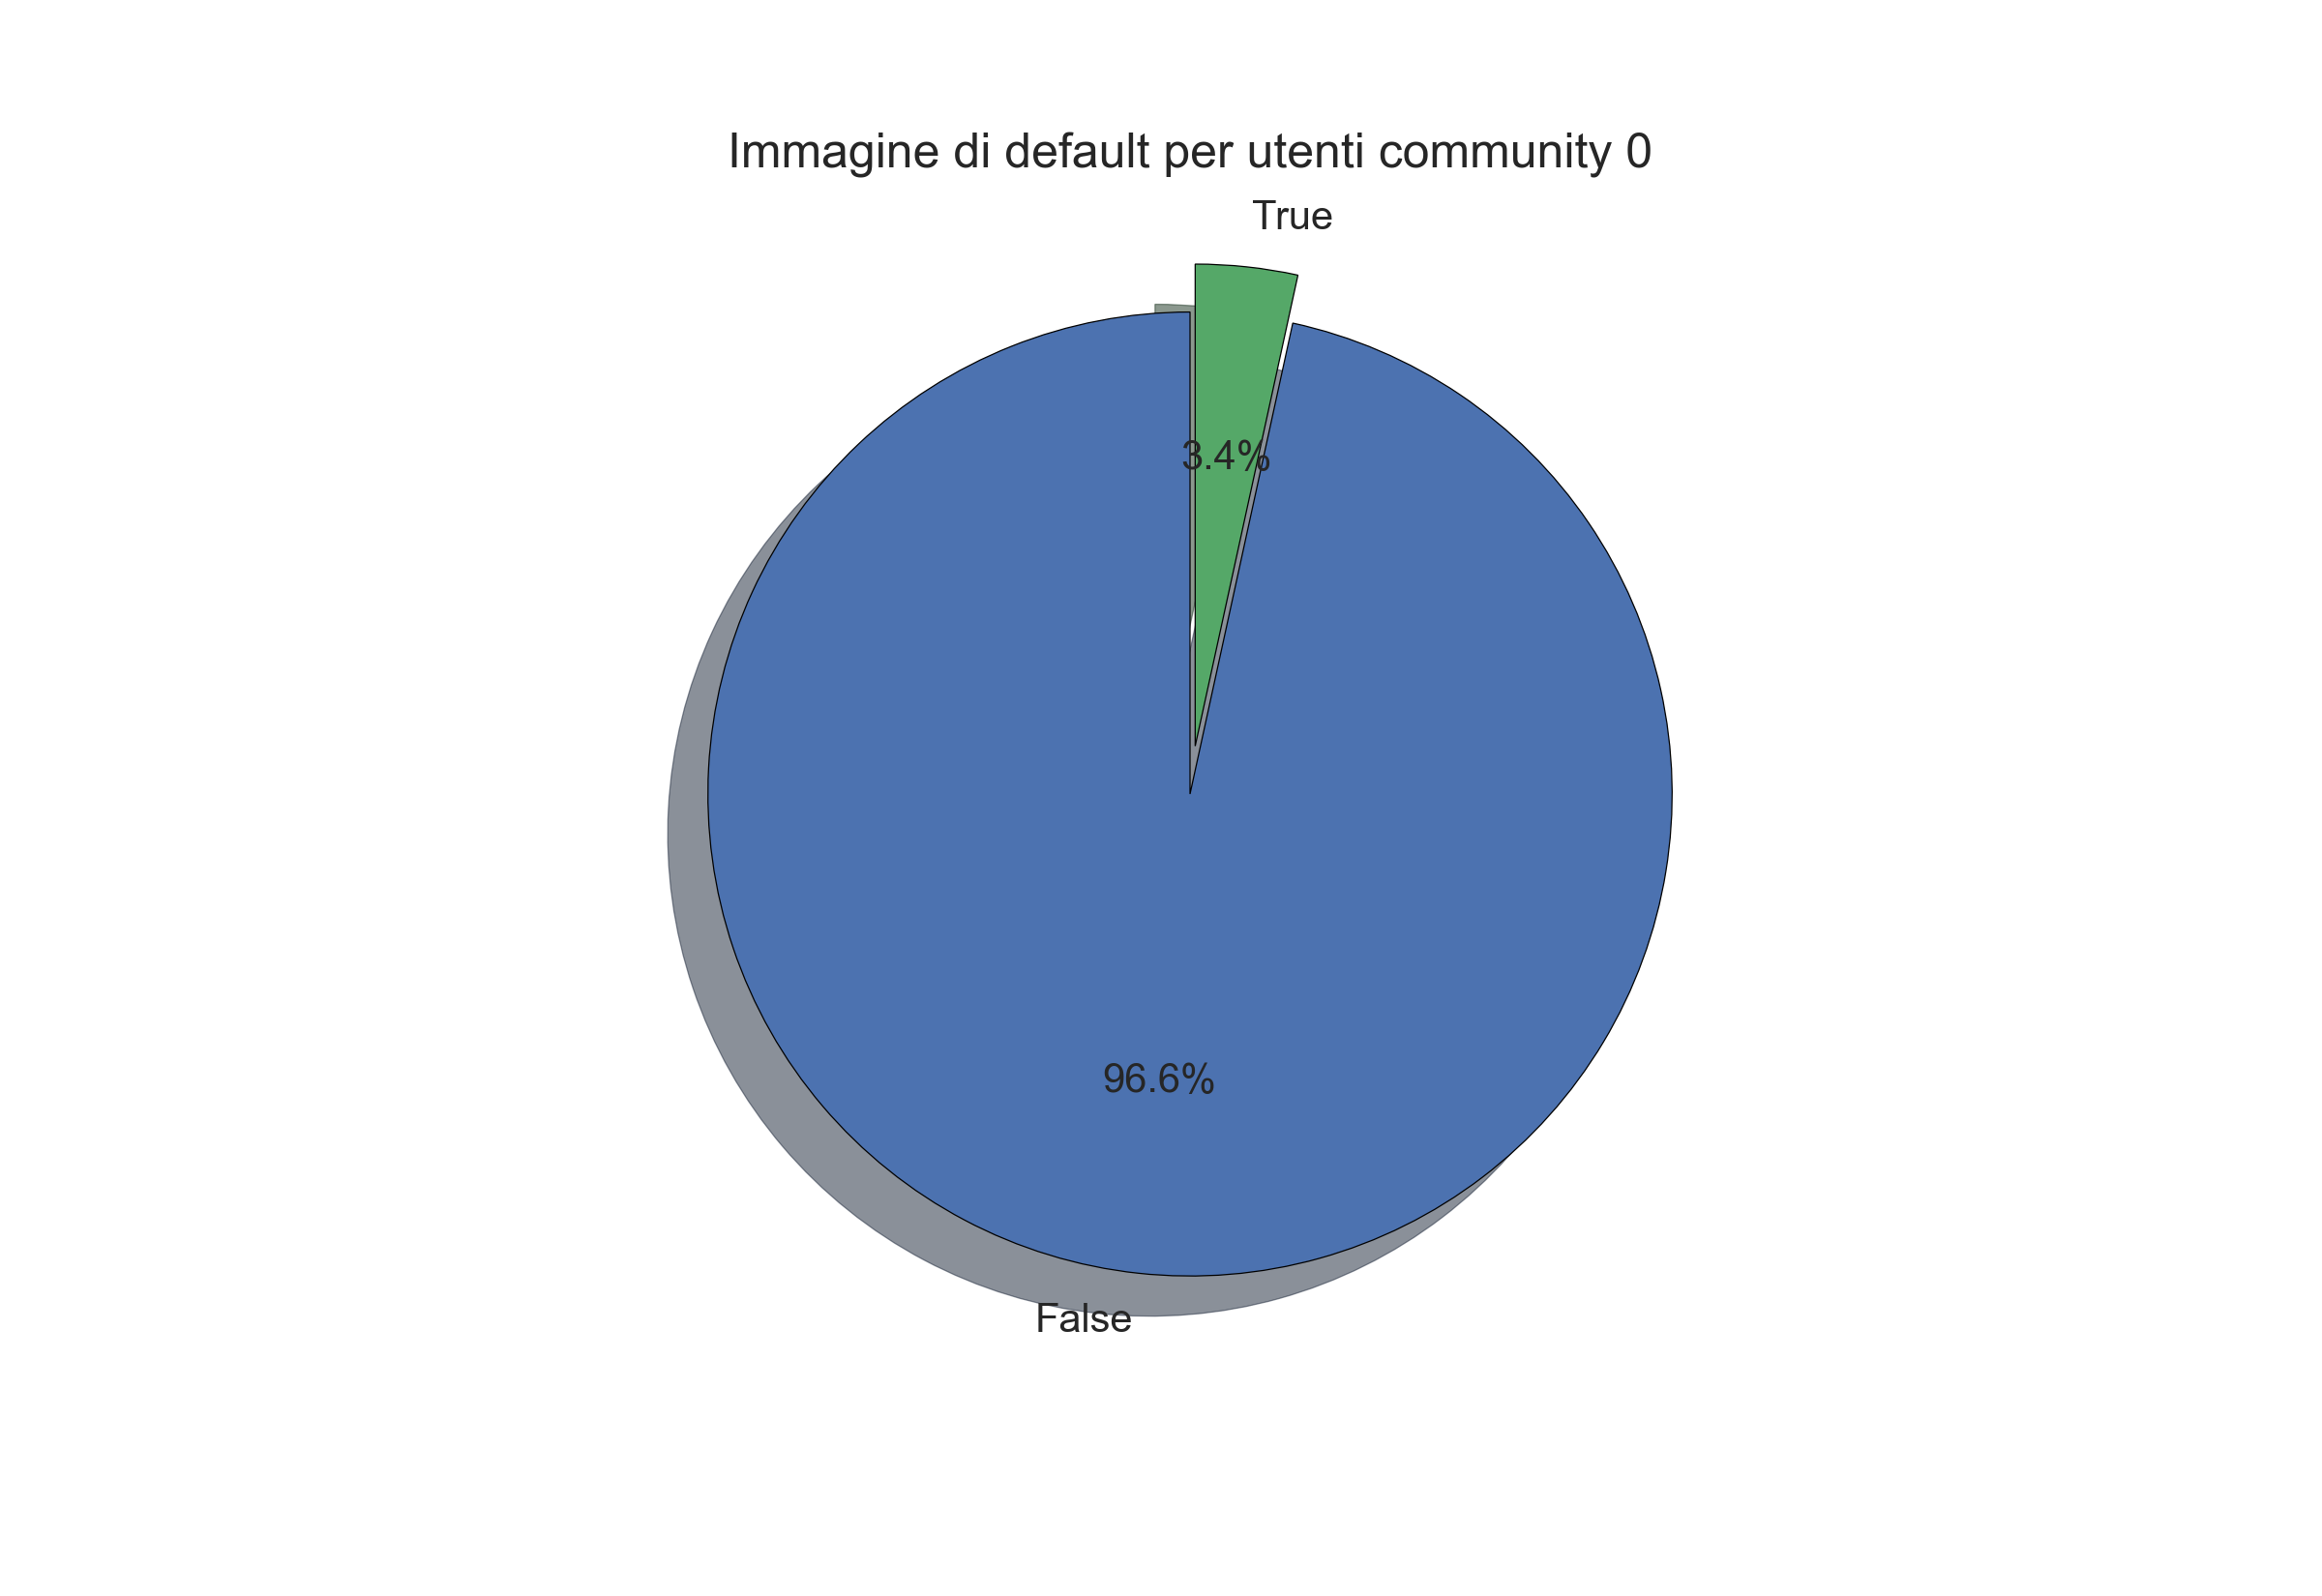 Immagine di default per utenti community 0
True
3.4%
96.6%
False